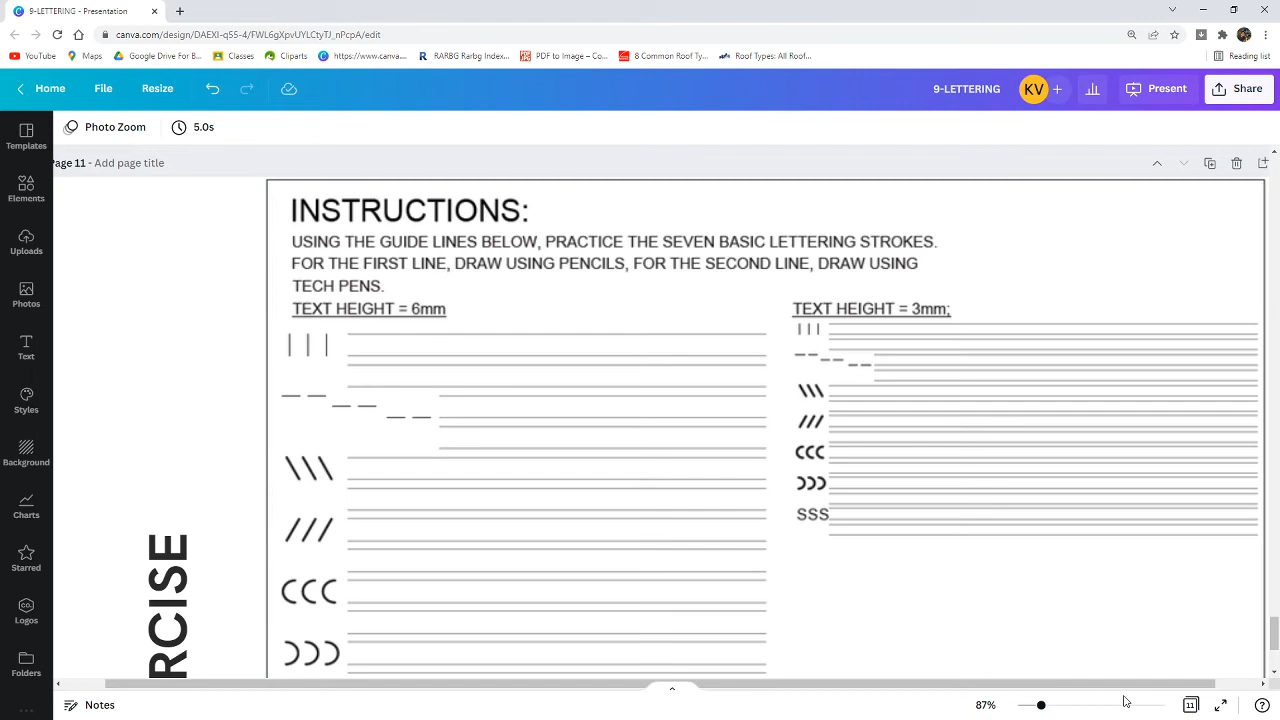 9-LETTERING - Presentation
canva.com/design/DAEXI-q5S-4/FWL6gXpvUYLCtyTJ_nPcpA/edit
YouTube
Maps
Google Drive For B...
Classes
Cliparts
https://www.canva....
RARBG Rarbg Index...
PDF to Image – Co...
8 Common Roof Ty...
Roof Types: All Roof...
Reading list
Home
File
Resize
9-LETTERING
KV
+
Present
Share
Templates
Elements
Uploads
Photos
Text
Styles
Background
Charts
Starred
CO.
Logos
Folders
Photo Zoom
5.0s
Page 11 - Add page title
INSTRUCTIONS:
USING THE GUIDE LINES BELOW, PRACTICE THE SEVEN BASIC LETTERING STROKES.
FOR THE FIRST LINE, DRAW USING PENCILS, FOR THE SECOND LINE, DRAW USING
TECH PENS.
TEXT HEIGHT = 6mm
TEXT HEIGHT = 3mm;
SSS
RCISE
Notes
87%
11